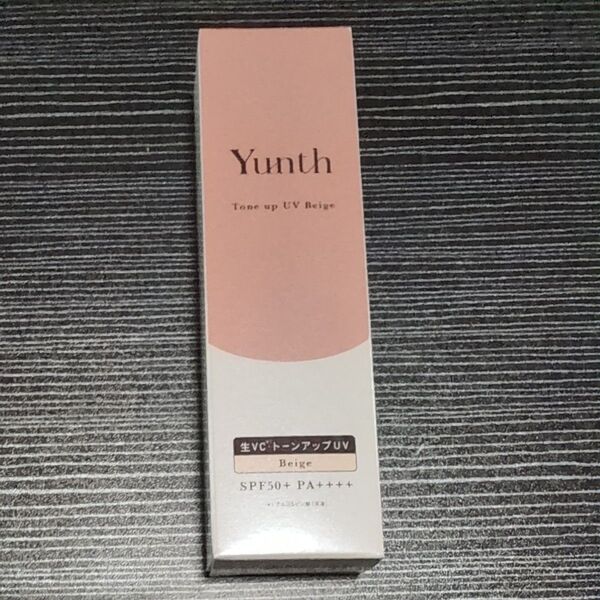 Yunth
Tone up UV Beige
生VC* トーンアップUV
Beige
SPF50+ PA++++